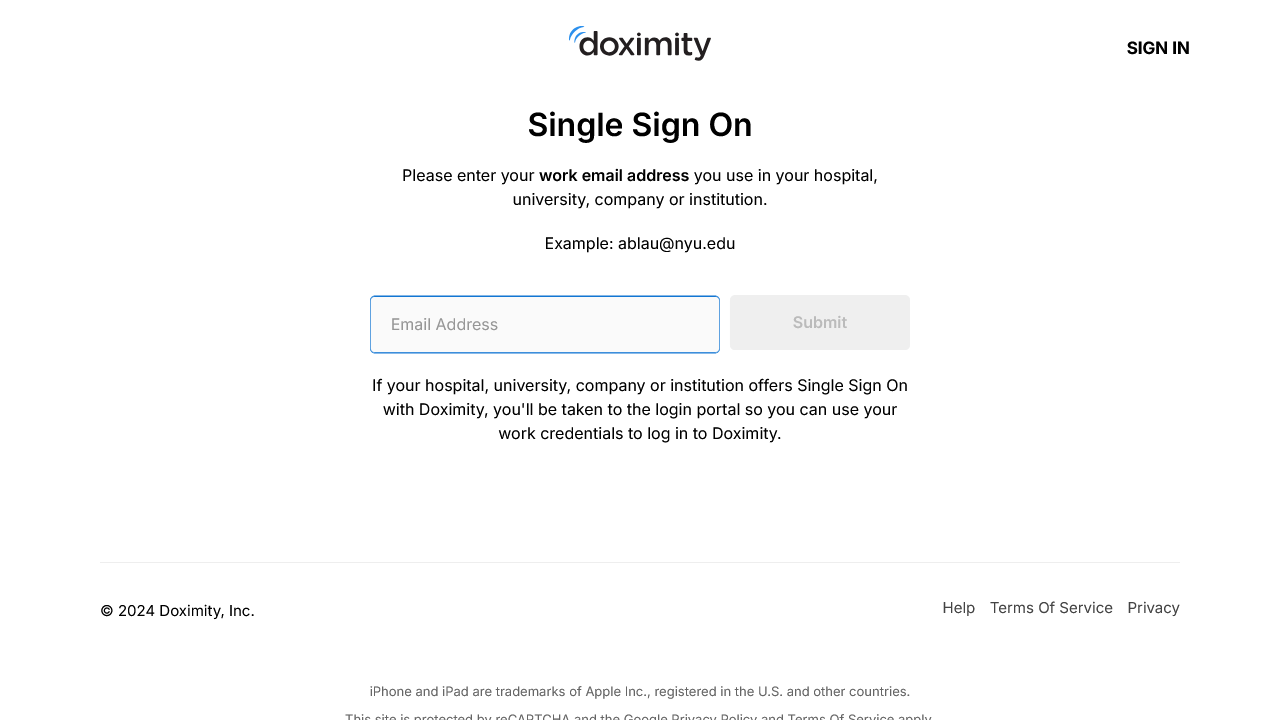 doximity
SIGN IN
Single Sign On
Please enter your work email address you use in your hospital,
university, company or institution.
Example: ablau@nyu.edu
Email Address
Submit
If your hospital, university, company or institution offers Single Sign On
with Doximity, you'll be taken to the login portal so you can use your
work credentials to log in to Doximity.
© 2024 Doximity, Inc.
Help Terms Of Service Privacy
iPhone and iPad are trademarks of Apple Inc., registered in the U.S. and other countries.
This site is protected by reCAPTCHA and the Google Privacy Policy and Terms Of Service apply.